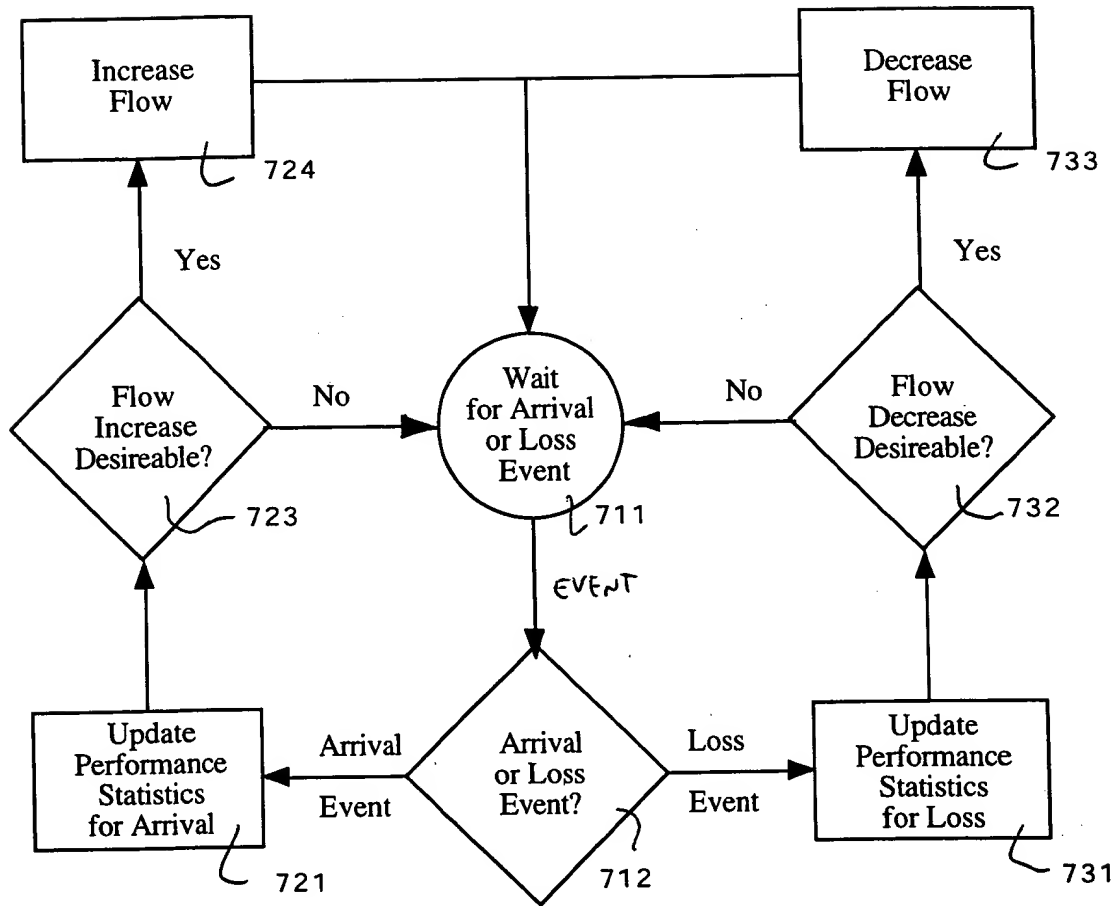 Increase
Flow
724
Decrease
Flow
733
Yes
Yes
Flow
Increase
Desireable?
723
No
Wait
for Arrival
or Loss
Event
711
No
Flow
Decrease
Desireable?
732
EVENT
Update
Performance
Statistics
for Arrival
721
Arrival
Event
Arrival
or Loss
Event?
712
Loss
Event
Update
Performance
Statistics
for Loss
731